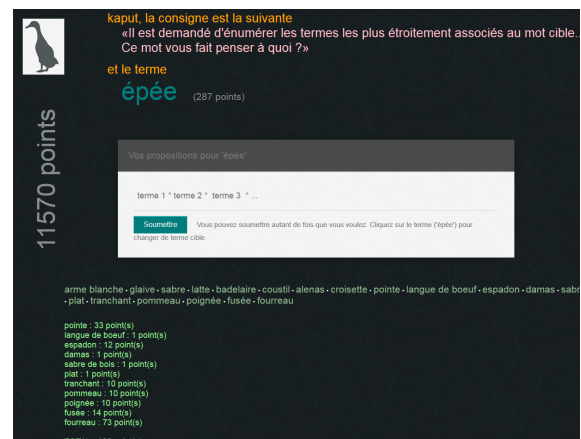 kaput, la consigne est la suivante
«Il est demandé d'énumérer les termes les plus étroitement associés au mot cible..
Ce mot vous fait penser à quoi ?»
et le terme
épée (287 points)
11570 points
Vos propositions pour 'épée'
terme 1 * terme 2 * terme 3 * ...
Soumettre Vous pouvez soumettre autant de fois que vous voulez. Cliquez sur le terme ('épée') pour
changer de terme cible.
arme blanche • glaive • sabre • latte • badelaire • coustil • alenas • croisette • pointe • langue de boeuf • espadon • damas • sabr
• plat • tranchant • pommeau • poignée • fusée • fourreau
pointe : 33 point(s)
langue de boeuf : 1 point(s)
espadon : 12 point(s)
damas : 1 point(s)
sabre de bois : 1 point(s)
plat : 1 point(s)
tranchant : 10 point(s)
pommeau : 10 point(s)
poignée : 10 point(s)
fusée : 14 point(s)
fourreau : 73 point(s)